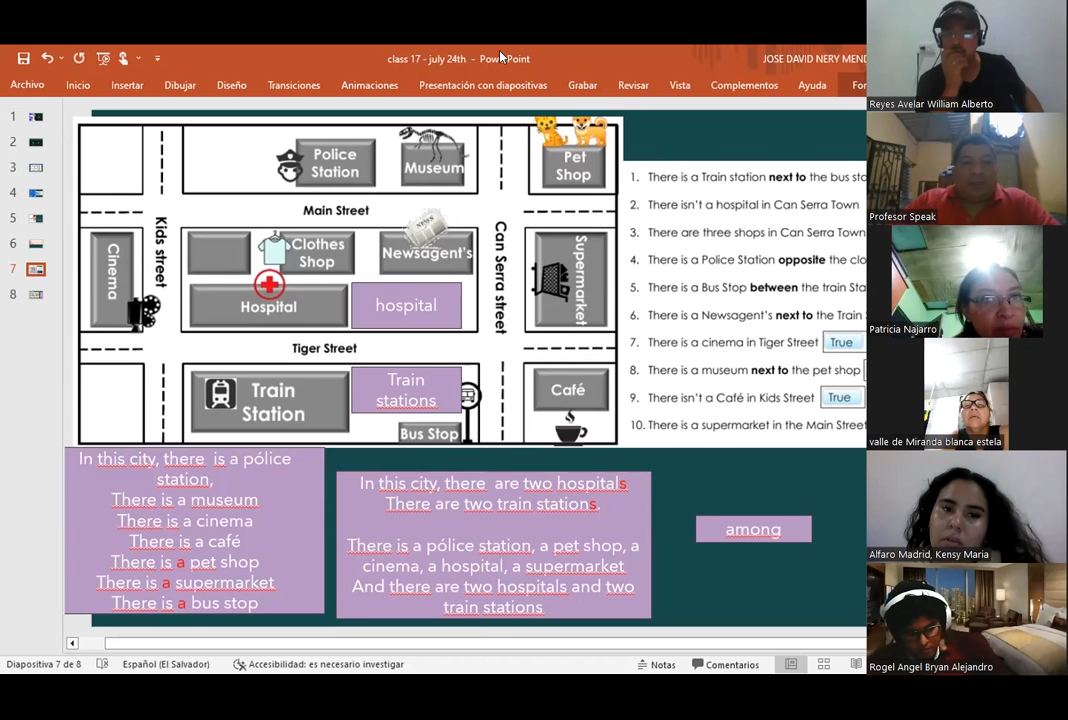 class 17 - july 24th - PowerPoint
JOSE DAVID NERY MEND
Archivo Inicio Insertar Dibujar Diseño Transiciones Animaciones Presentación con diapositivas Grabar Revisar Vista Complementos Ayuda For
1
2
3
4
5
6
7
8
Police
Station
Museum
Pet
Shop
Main Street
Kids street
Can Serra street
Cinema
Clothes
Shop
NEWS
Newsagent's
Supermarket
Hospital
hospital
Tiger Street
Train
Station
Train
stations
Bus Stop
Café
1. There is a Train station next to the bus sta
2. There isn't a hospital in Can Serra Town
3. There are three shops in Can Serra Town
4. There is a Police Station opposite the clo
5. There is a Bus Stop between the train Sta
6. There is a Newsagent's next to the Train
7. There is a cinema in Tiger Street True
8. There is a museum next to the pet shop
9. There isn't a Café in Kids Street True
10. There is a supermarket in the Main Street
In this city, there is a pólice
station,
There is a museum
There is a cinema
There is a café
There is a pet shop
There is a supermarket
There is a bus stop
In this city, there are two hospitals
There are two train stations.
There is a pólice station, a pet shop, a
cinema, a hospital, a supermarket
And there are two hospitals and two
train stations
among
Diapositiva 7 de 8 Español (El Salvador) Accesibilidad: es necesario investigar Notas Comentarios
Reyes Avelar William Alberto
Profesor Speak
Patricia Najarro
valle de Miranda blanca estela
Alfaro Madrid, Kensy Maria
Rogel Angel Bryan Alejandro